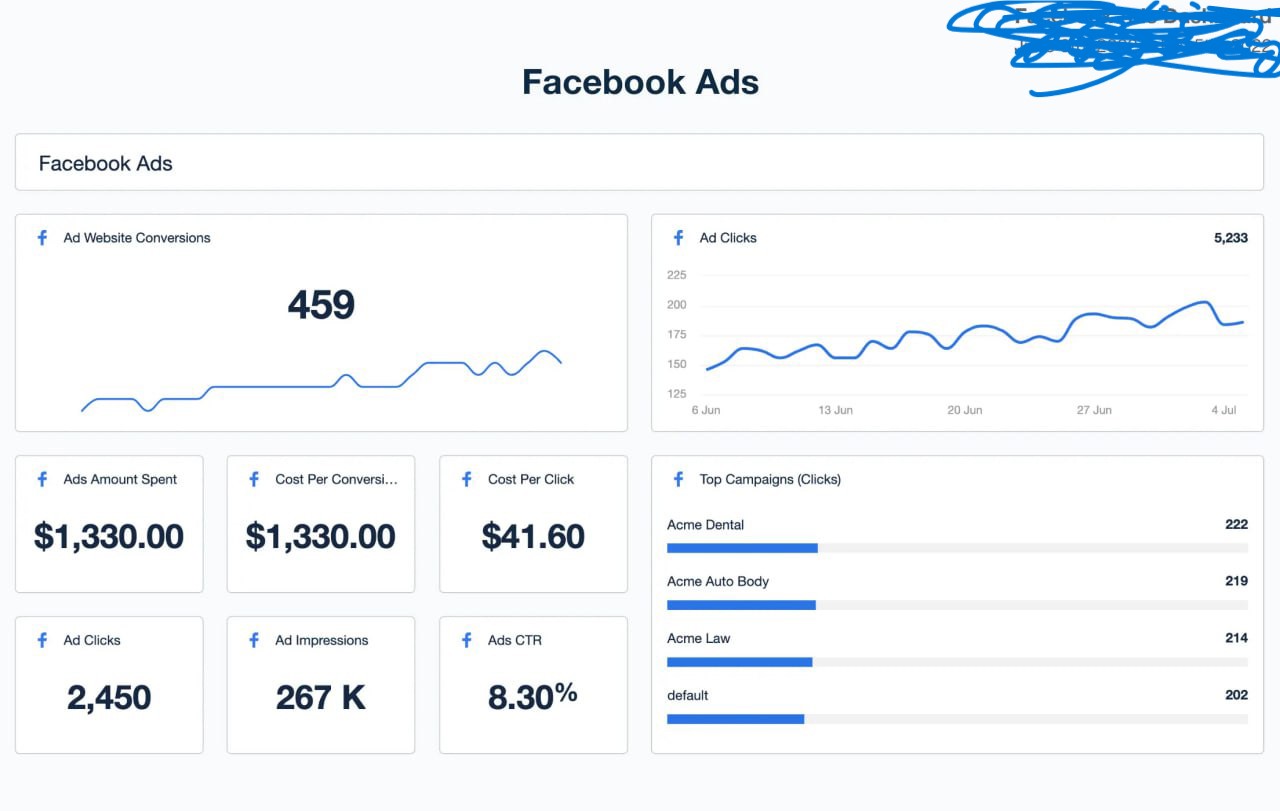 Facebook Ads
Facebook Ads
Ad Website Conversions
459
Ad Clicks 5,233
225
200
175
150
125
6 Jun 13 Jun 20 Jun 27 Jun 4 Jul
Ads Amount Spent
$1,330.00
Cost Per Conversi...
$1,330.00
Cost Per Click
$41.60
Ad Clicks
2,450
Ad Impressions
267 K
Ads CTR
8.30%
Top Campaigns (Clicks)
Acme Dental 222
Acme Auto Body 219
Acme Law 214
default 202